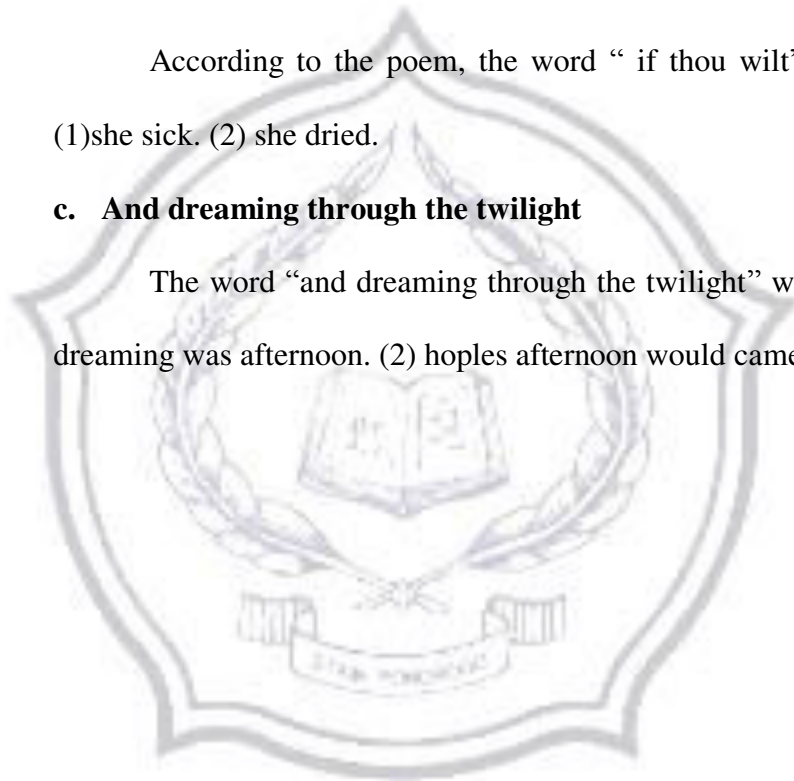 According to the poem, the word “ if thou wilt”
(1)she sick. (2) she dried.
c. And dreaming through the twilight
The word “and dreaming through the twilight” w
dreaming was afternoon. (2) hoples afternoon would came